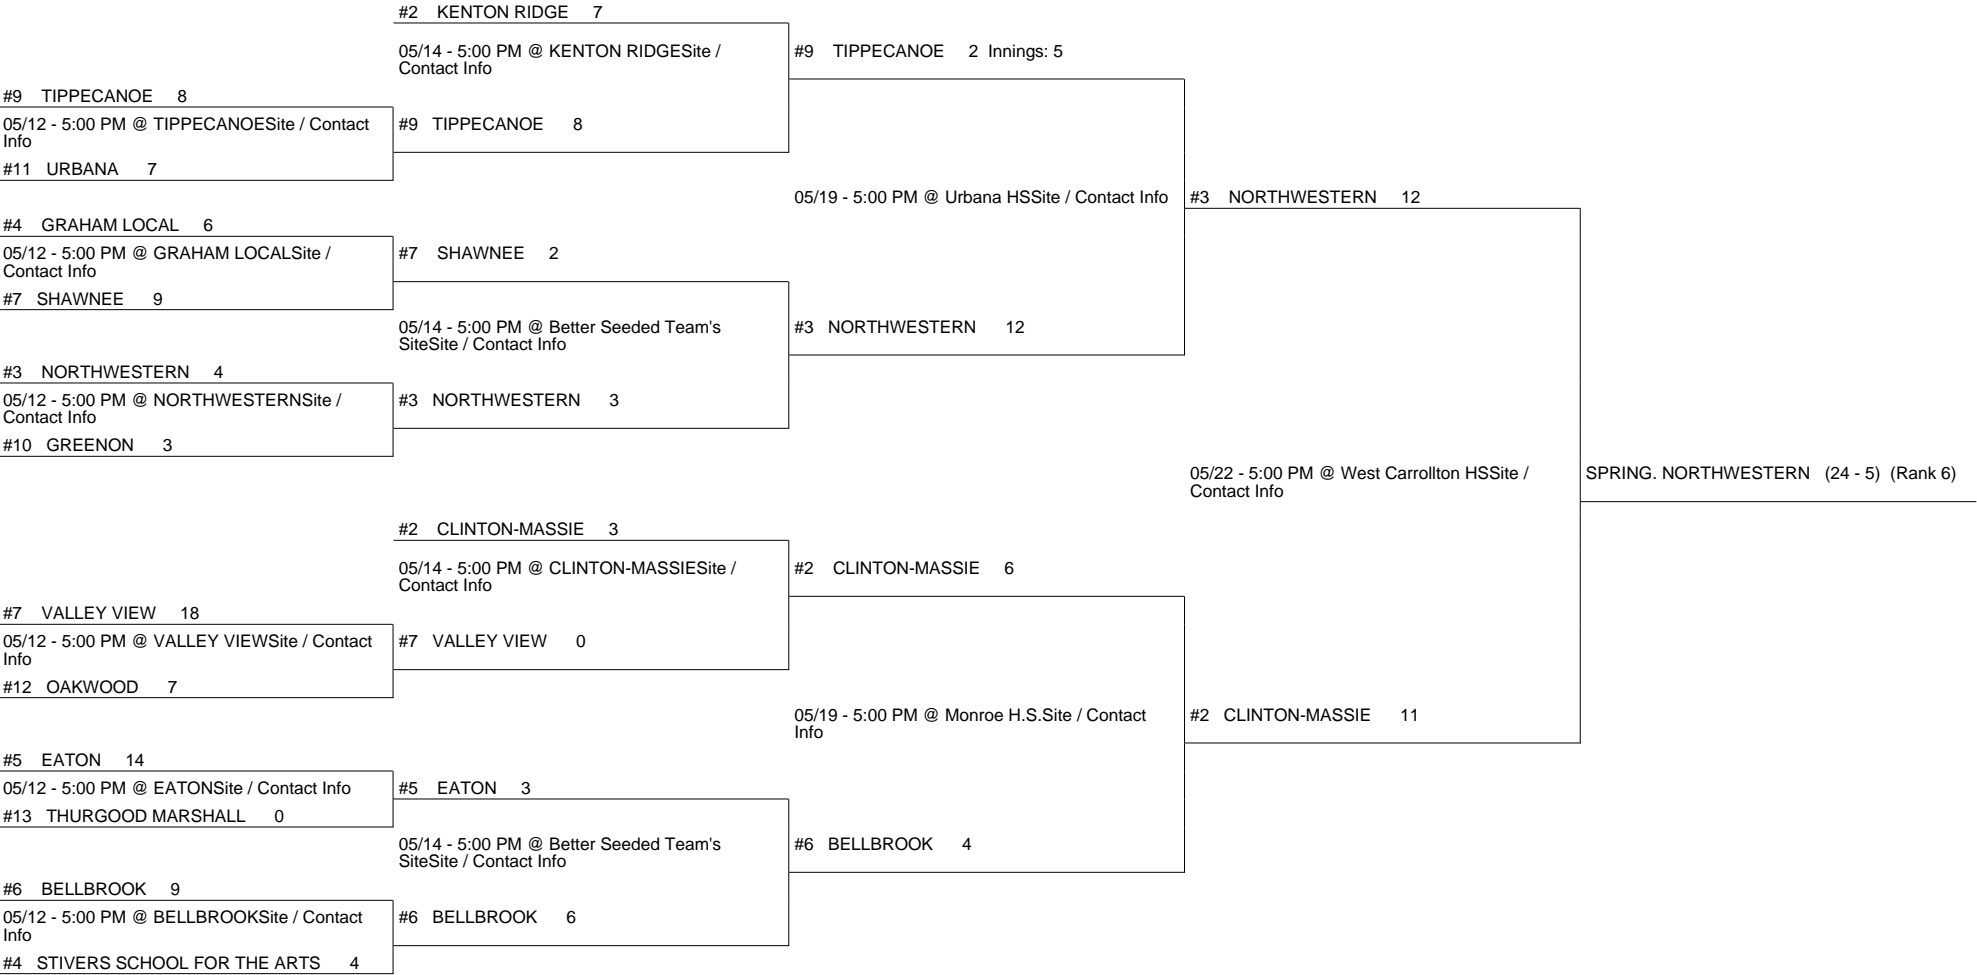 #2 KENTON RIDGE 7
05/14 - 5:00 PM @ KENTON RIDGESite /
Contact Info
#9 TIPPECANOE 2 Innings: 5
#9 TIPPECANOE 8
05/12 - 5:00 PM @ TIPPECANOESite / Contact
Info
#11 URBANA 7
#9 TIPPECANOE 8
05/19 - 5:00 PM @ Urbana HSSite / Contact Info
#3 NORTHWESTERN 12
#4 GRAHAM LOCAL 6
05/12 - 5:00 PM @ GRAHAM LOCALSite /
Contact Info
#7 SHAWNEE 9
#7 SHAWNEE 2
05/14 - 5:00 PM @ Better Seeded Team's
SiteSite / Contact Info
#3 NORTHWESTERN 12
#3 NORTHWESTERN 4
05/12 - 5:00 PM @ NORTHWESTERNSite /
Contact Info
#10 GREENON 3
#3 NORTHWESTERN 3
05/22 - 5:00 PM @ West Carrollton HSSite /
Contact Info
SPRING. NORTHWESTERN (24 - 5) (Rank 6)
#2 CLINTON-MASSIE 3
05/14 - 5:00 PM @ CLINTON-MASSIESite /
Contact Info
#2 CLINTON-MASSIE 6
#7 VALLEY VIEW 18
05/12 - 5:00 PM @ VALLEY VIEWSite / Contact
Info
#12 OAKWOOD 7
#7 VALLEY VIEW 0
05/19 - 5:00 PM @ Monroe H.S.Site / Contact
Info
#2 CLINTON-MASSIE 11
#5 EATON 14
05/12 - 5:00 PM @ EATONSite / Contact Info
#13 THURGOOD MARSHALL 0
#5 EATON 3
05/14 - 5:00 PM @ Better Seeded Team's
SiteSite / Contact Info
#6 BELLBROOK 4
#6 BELLBROOK 9
05/12 - 5:00 PM @ BELLBROOKSite / Contact
Info
#4 STIVERS SCHOOL FOR THE ARTS 4
#6 BELLBROOK 6